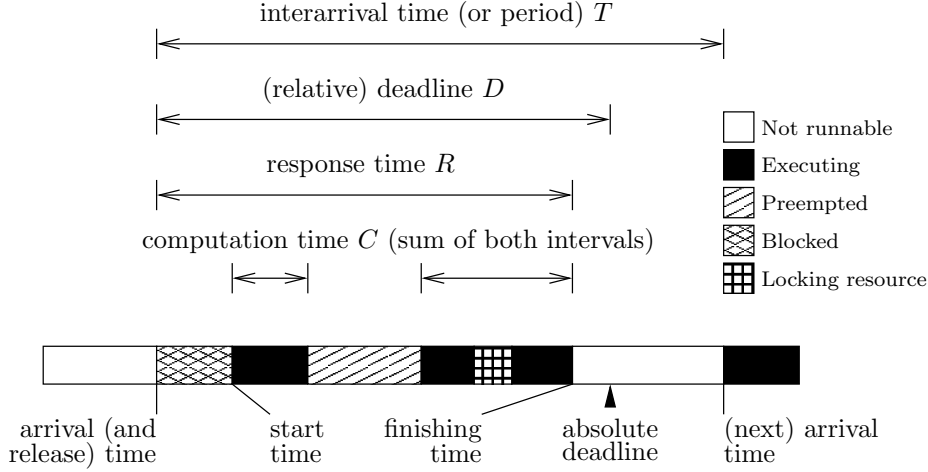 interarrival time (or period) T
(relative) deadline D
response time R
computation time C (sum of both intervals)
Not runnable
Executing
Preempted
Blocked
Locking resource
arrival (and
release) time
start
time
finishing
time
absolute
deadline
(next) arrival
time